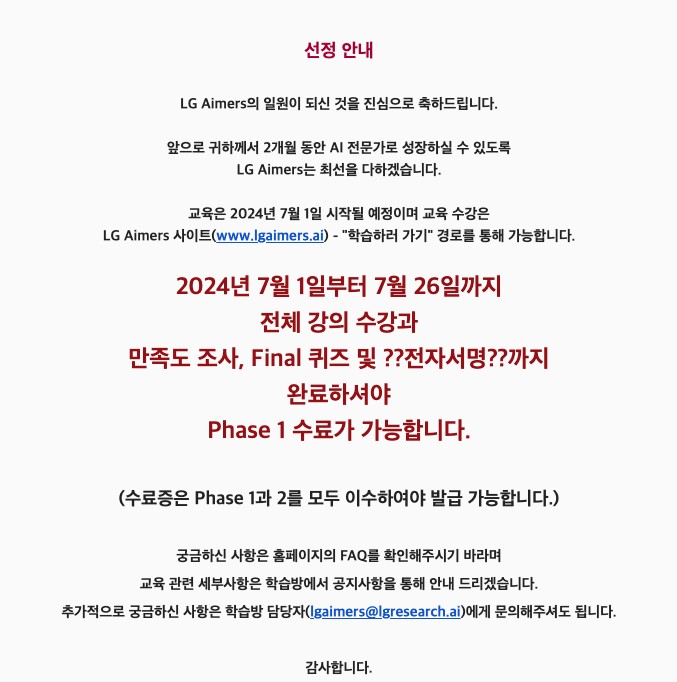 선정 안내
LG Aimers의 일원이 되신 것을 진심으로 축하드립니다.
앞으로 귀하께서 2개월 동안 AI 전문가로 성장하실 수 있도록
LG Aimers는 최선을 다하겠습니다.
교육은 2024년 7월 1일 시작될 예정이며 교육 수강은
LG Aimers 사이트(www.lgaimers.ai) - "학습하러 가기" 경로를 통해 가능합니다.
2024년 7월 1일부터 7월 26일까지
전체 강의 수강과
만족도 조사, Final 퀴즈 및 ??전자서명??까지
완료하셔야
Phase 1 수료가 가능합니다.
(수료증은 Phase 1과 2를 모두 이수하여야 발급 가능합니다.)
궁금하신 사항은 홈페이지의 FAQ를 확인해주시기 바라며
교육 관련 세부사항은 학습방에서 공지사항을 통해 안내 드리겠습니다.
추가적으로 궁금하신 사항은 학습방 담당자(lgaimers@lgresearch.ai)에게 문의해주셔도 됩니다.
감사합니다.